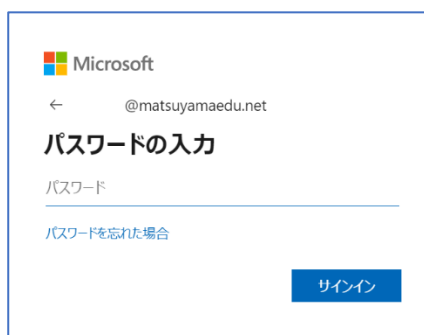 Microsoft
← @matsuyamaedu.net
パスワードの入力
パスワード
パスワードを忘れた場合
サインイン